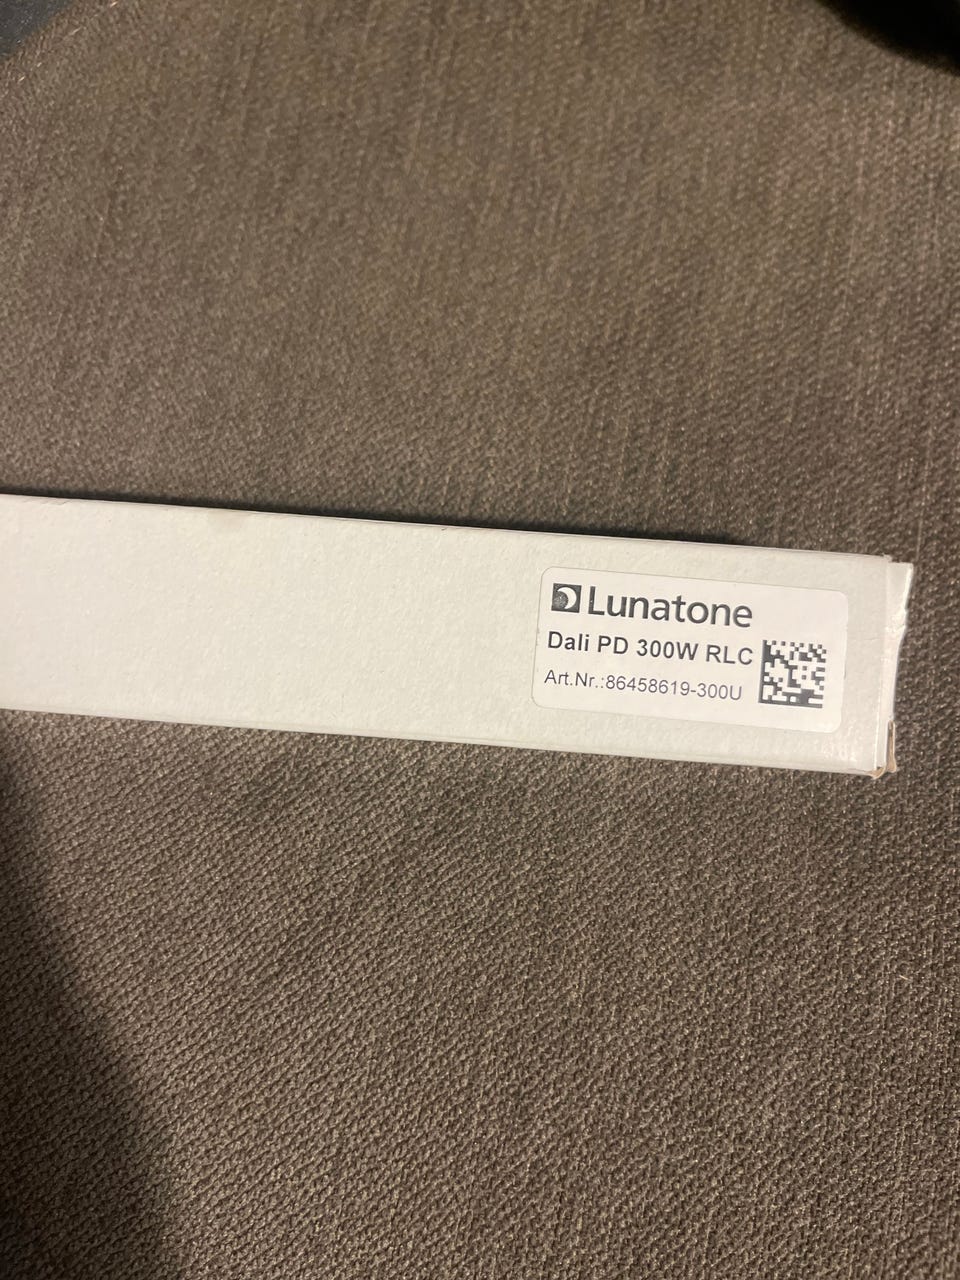 Lunatone
Dali PD 300W RLC
Art.Nr.:86458619-300U